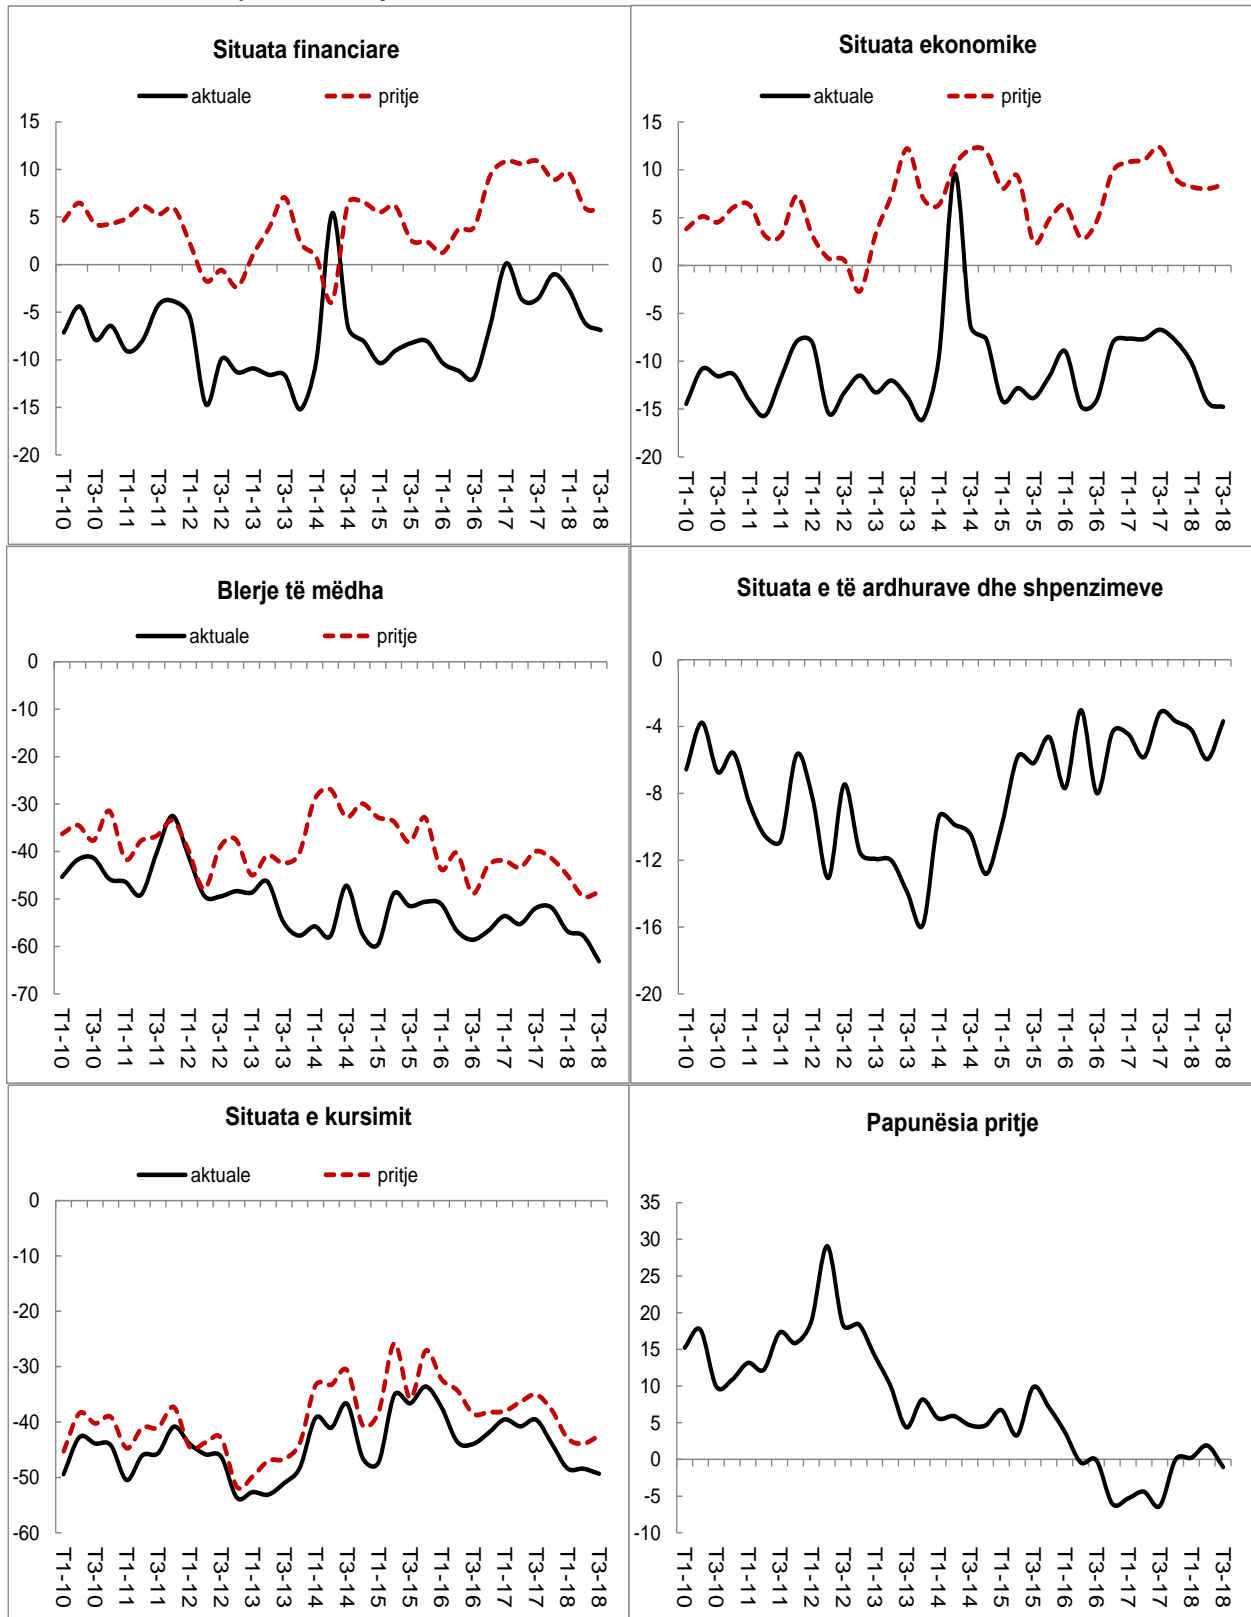 Situata financiare
aktuale
pritje
15
10
5
0
-5
-10
-15
-20
T1-10
T3-10
T1-11
T3-11
T1-12
T3-12
T1-13
T3-13
T1-14
T3-14
T1-15
T3-15
T1-16
T3-16
T1-17
T3-17
T1-18
T3-18
Situata ekonomike
aktuale
pritje
15
10
5
0
-5
-10
-15
-20
T1-10
T3-10
T1-11
T3-11
T1-12
T3-12
T1-13
T3-13
T1-14
T3-14
T1-15
T3-15
T1-16
T3-16
T1-17
T3-17
T1-18
T3-18
Blerje të mëdha
aktuale
pritje
0
-10
-20
-30
-40
-50
-60
-70
T1-10
T3-10
T1-11
T3-11
T1-12
T3-12
T1-13
T3-13
T1-14
T3-14
T1-15
T3-15
T1-16
T3-16
T1-17
T3-17
T1-18
T3-18
Situata e të ardhurave dhe shpenzimeve
0
-4
-8
-12
-16
-20
T1-10
T3-10
T1-11
T3-11
T1-12
T3-12
T1-13
T3-13
T1-14
T3-14
T1-15
T3-15
T1-16
T3-16
T1-17
T3-17
T1-18
T3-18
Situata e kursimit
aktuale
pritje
0
-10
-20
-30
-40
-50
-60
T1-10
T3-10
T1-11
T3-11
T1-12
T3-12
T1-13
T3-13
T1-14
T3-14
T1-15
T3-15
T1-16
T3-16
T1-17
T3-17
T1-18
T3-18
Papunësia pritje
35
30
25
20
15
10
5
0
-5
-10
T1-10
T3-10
T1-11
T3-11
T1-12
T3-12
T1-13
T3-13
T1-14
T3-14
T1-15
T3-15
T1-16
T3-16
T1-17
T3-17
T1-18
T3-18